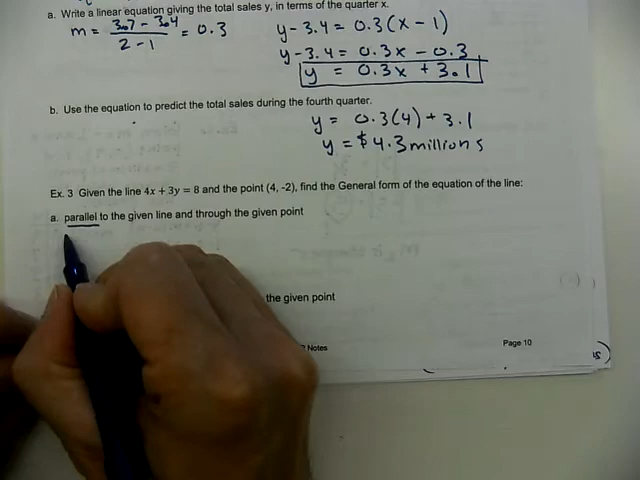 a. Write a linear equation giving the total sales y, in terms of the quarter x.
m = 3.7 - 3.4 / 2 - 1 = 0.3
y - 3.4 = 0.3(x - 1)
y - 3.4 = 0.3x - 0.3
y = 0.3x + 3.1
b. Use the equation to predict the total sales during the fourth quarter.
y = 0.3(4) + 3.1
y = $4.3 millions
Ex. 3 Given the line 4x + 3y = 8 and the point (4, -2), find the General form of the equation of the line:
a. parallel to the given line and through the given point
the given point
Notes
Page 10